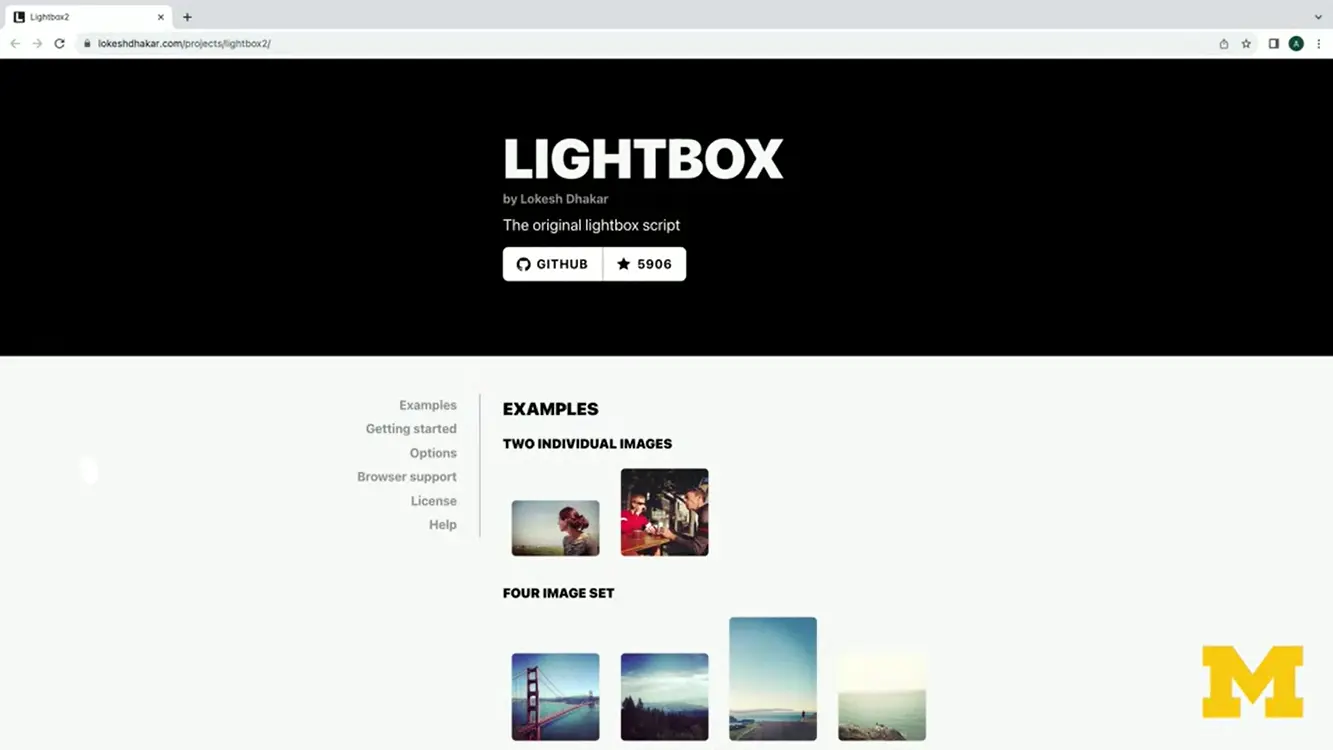 Lightbox2
lokeshdhakar.com/projects/lightbox2/
A
LIGHTBOX
by Lokesh Dhakar
The original lightbox script
GITHUB
5906
Examples
Getting started
Options
Browser support
License
Help
EXAMPLES
TWO INDIVIDUAL IMAGES
FOUR IMAGE SET
M